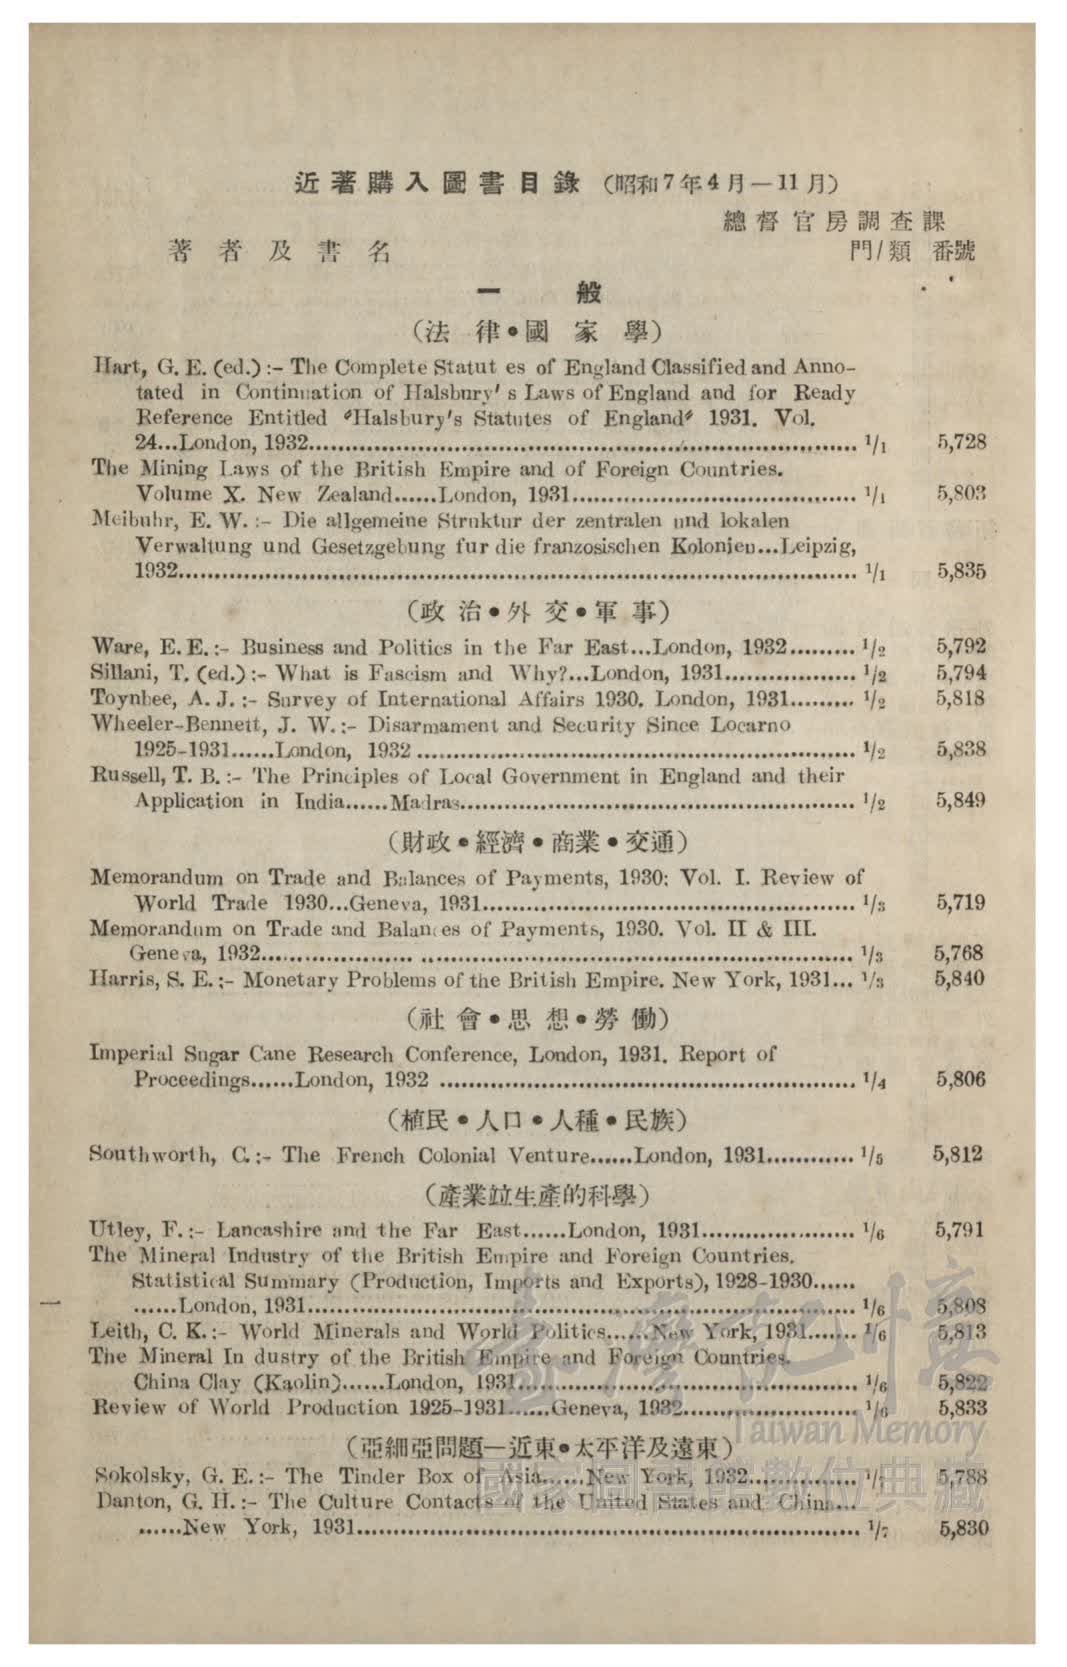 近著購入圖書目錄（昭和7年4月—11月）
總督官房調査課
著者及書名 門/類 番號
一 般
（法 律•國 家 學）
Hart, G. E. (ed.) :- The Complete Statut es of England Classified and Anno-
tated in Continuation of Halsbury' s Laws of England and for Ready
Reference Entitled "Halsbury's Statutes of England" 1931. Vol.
24...London, 1932........ 1/1 5,728
The Mining Laws of the British Empire and of Foreign Countries.
Volume X. New Zealand......London, 1931........ 1/1 5,803
Meibuhr, E. W. :- Die allgemeine Struktur der zentralen und lokalen
Verwaltung und Gesetzgebung fur die franzosischen Kolonien...Leipzig,
1932........ 1/1 5,835
（政 治•外 交•軍 事）
Ware, E. E. :- Business and Politics in the Far East...London, 1932......... 1/2 5,792
Sillani, T. (ed.) :- What is Fascism and Why?...London, 1931........ 1/2 5,794
Toynbee, A. J. :- Survey of International Affairs 1930. London, 1931......... 1/2 5,818
Wheeler-Bennett, J. W. :- Disarmament and Security Since Locarno
1925-1931......London, 1932 ........ 1/2 5,838
Russell, T. B. :- The Principles of Local Government in England and their
Application in India......Madras........ 1/2 5,849
（財政•經濟•商業•交通）
Memorandum on Trade and Balances of Payments, 1930: Vol. I. Review of
World Trade 1930...Geneva, 1931........ 1/3 5,719
Memorandum on Trade and Balances of Payments, 1930. Vol. II & III.
Geneva, 1932........ 1/3 5,768
Harris, S. E. :- Monetary Problems of the British Empire. New York, 1931... 1/3 5,840
（社 會•思 想•勞 働）
Imperial Sugar Cane Research Conference, London, 1931. Report of
Proceedings......London, 1932 ........ 1/4 5,806
（植民•人口•人種•民族）
Southworth, C. :- The French Colonial Venture......London, 1931............ 1/5 5,812
（産業竝生産的科學）
Utley, F. :- Lancashire and the Far East......London, 1931........ 1/6 5,791
The Mineral Industry of the British Empire and Foreign Countries.
Statistical Summary (Production, Imports and Exports), 1928-1930......
......London, 1931........ 1/6 5,808
Leith, C. K. :- World Minerals and World Politics......New York, 1931....... 1/6 5,813
The Mineral In dustry of the British Empire and Foreign Countries.
China Clay (Kaolin)......London, 1931........ 1/6 5,822
Review of World Production 1925-1931......Geneva, 1932........ 1/6 5,833
（亞細亞問題—近東•太平洋及遠東）
Sokolsky, G. E. :- The Tinder Box of Asia......New York, 1932........ 1/7 5,788
Danton, G. H. :- The Culture Contacts of the United States and China...
......New York, 1931........ 1/7 5,830
一
臺灣記憶
Taiwan Memory
國家圖書館數位典藏